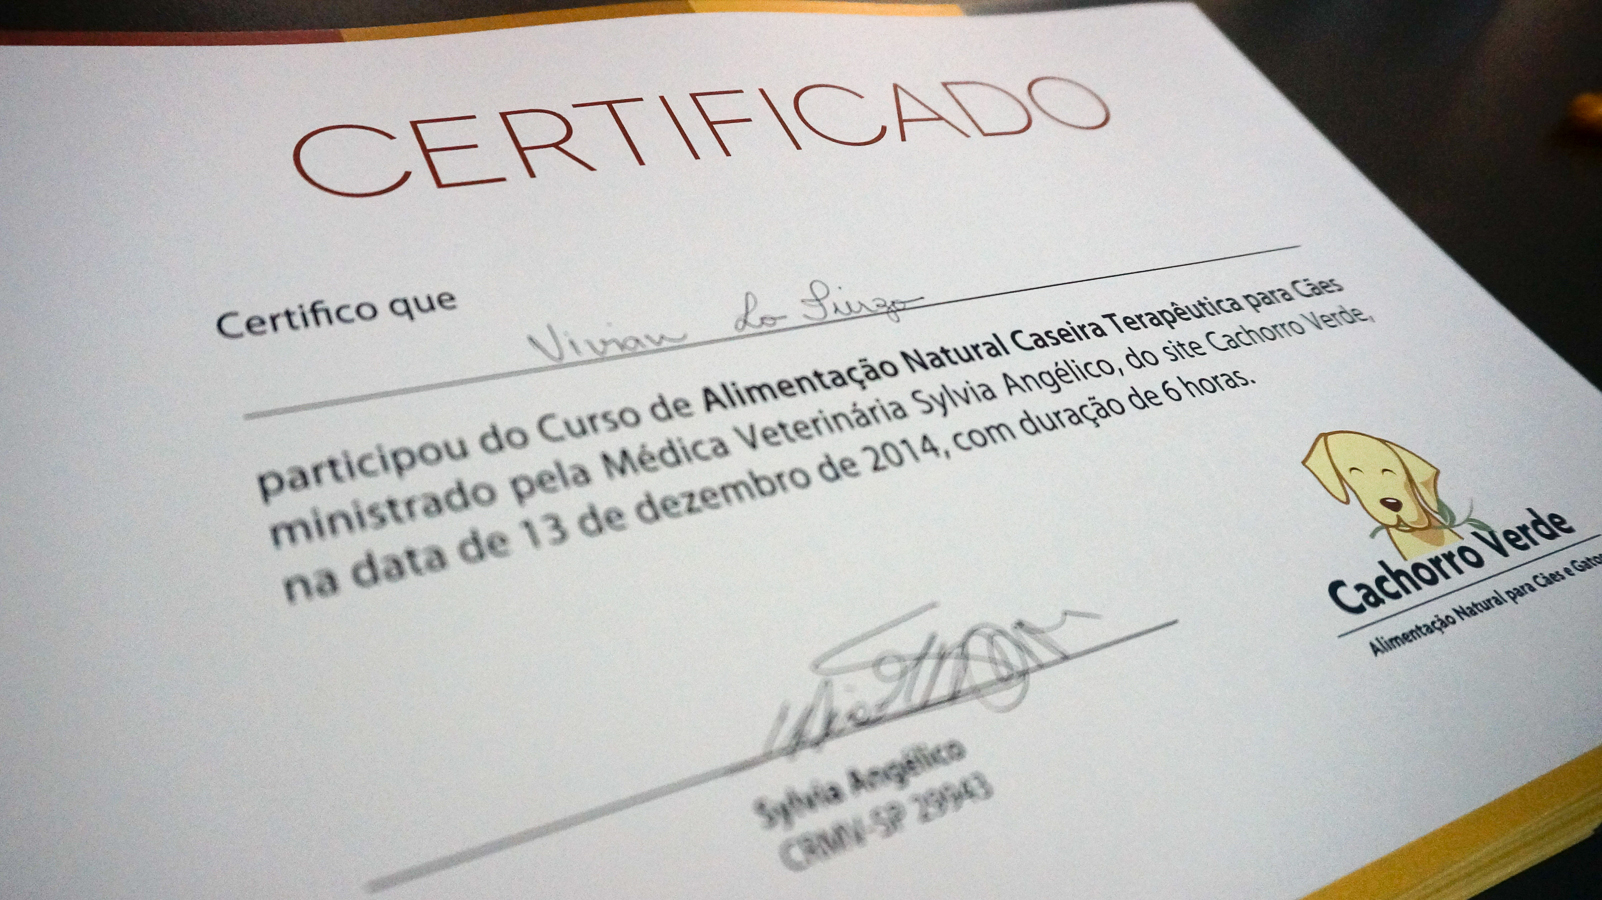 CERTIFICADO
Certifico que Vivian Lo
participou do Curso de Alimentação Natural Caseira Terapêutica para Cães
ministrado pela Médica Veterinária Sylvia Angélico, do site Cachorro Verde,
na data de 13 de dezembro de 2014, com duração de 6 horas.
Cachorro Verde
Alimentação Natural para Cães e Gatos
Sylvia Angélico
CRMV-SP 29943